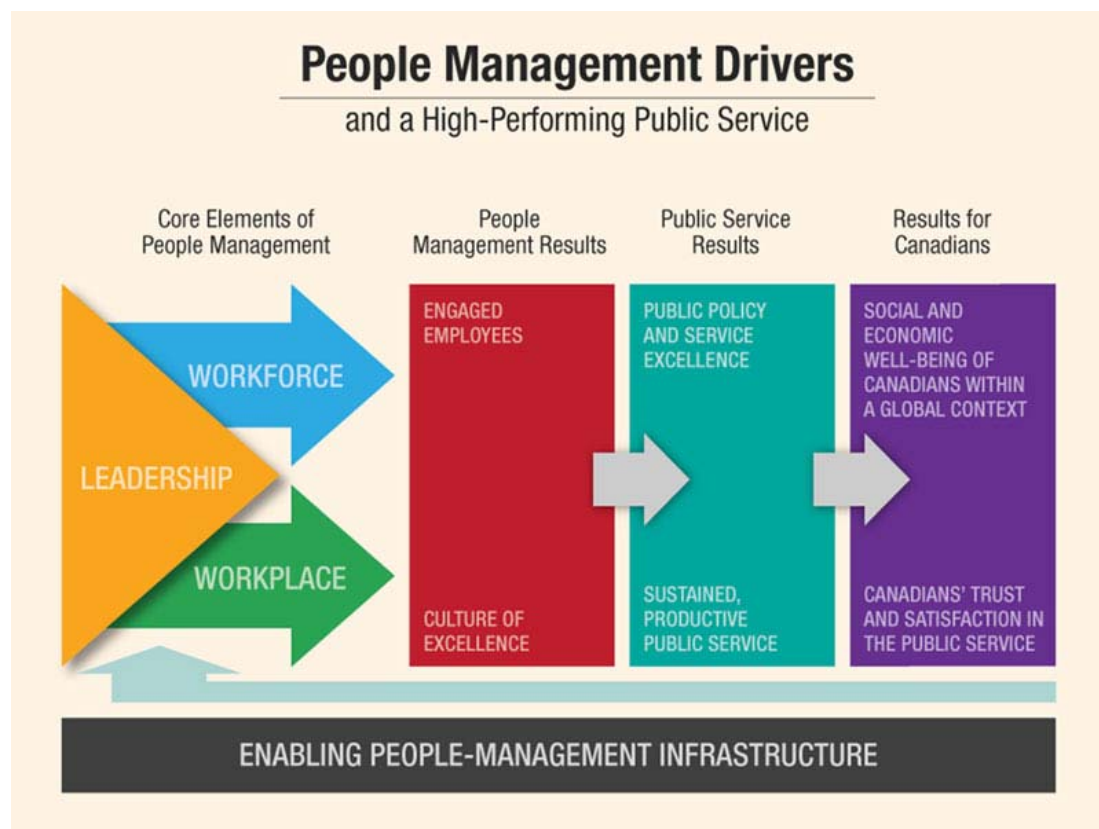 People Management Drivers
and a High-Performing Public Service
Core Elements of
People Management
People
Management Results
Public Service
Results
Results for
Canadians
LEADERSHIP
WORKFORCE
WORKPLACE
ENGAGED
EMPLOYEES
CULTURE OF
EXCELLENCE
PUBLIC POLICY
AND SERVICE
EXCELLENCE
SUSTAINED,
PRODUCTIVE
PUBLIC SERVICE
SOCIAL AND
ECONOMIC
WELL-BEING OF
CANADIANS WITHIN
A GLOBAL CONTEXT
CANADIANS' TRUST
AND SATISFACTION IN
THE PUBLIC SERVICE
ENABLING PEOPLE-MANAGEMENT INFRASTRUCTURE